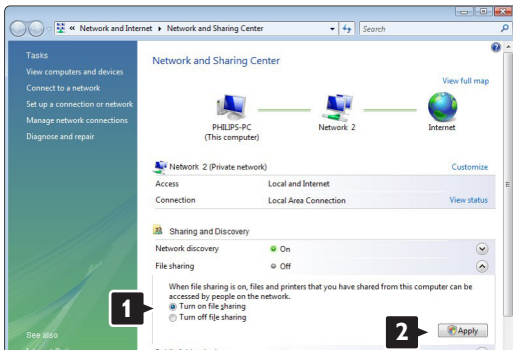 « Network and Internet ▸ Network and Sharing Center
Search
Tasks
View computers and devices
Connect to a network
Set up a connection or network
Manage network connections
Diagnose and repair
See also
Network and Sharing Center
View full map
PHILIPS-PC
(This computer)
Network 2
Internet
Network 2 (Private network)
Customize
Access
Local and Internet
Connection
Local Area Connection
View status
Sharing and Discovery
Network discovery
On
File sharing
Off
When file sharing is on, files and printers that you have shared from this computer can be
accessed by people on the network.
1
Turn on file sharing
Turn off file sharing
2
Apply